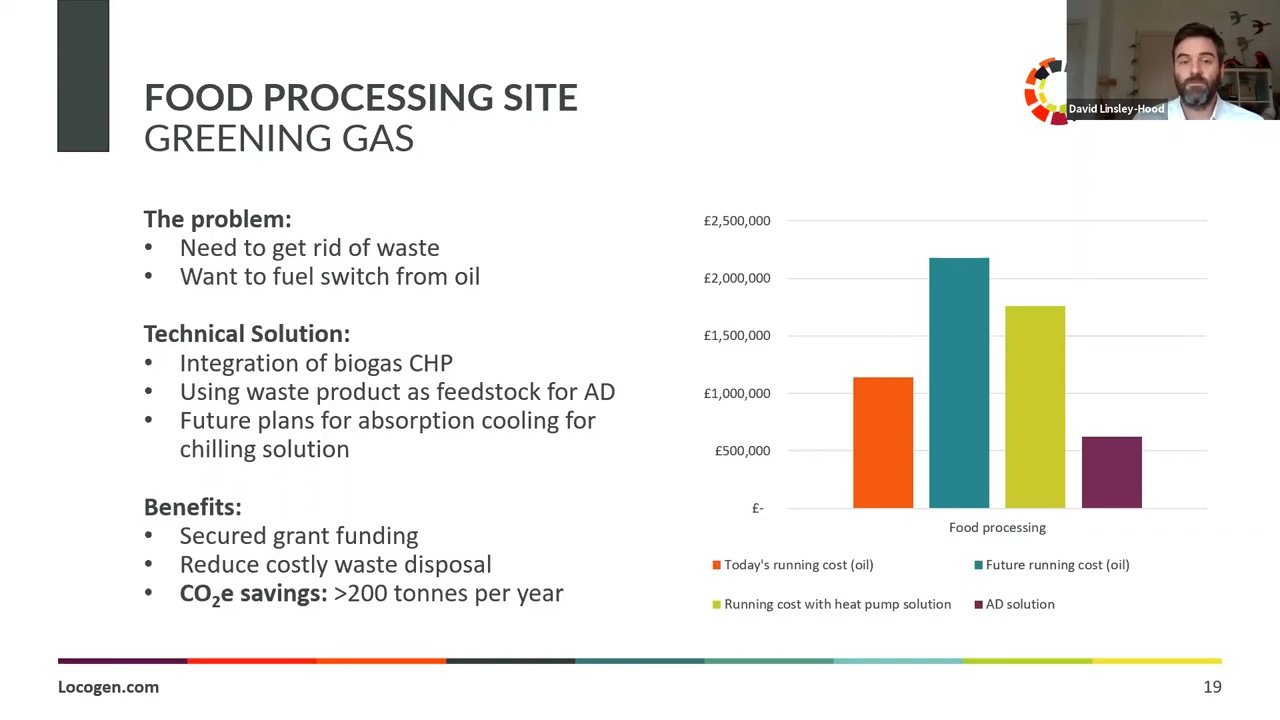 FOOD PROCESSING SITE
GREENING GAS
David Linsley-Hood
The problem:
• Need to get rid of waste
• Want to fuel switch from oil
Technical Solution:
• Integration of biogas CHP
• Using waste product as feedstock for AD
• Future plans for absorption cooling for
chilling solution
Benefits:
• Secured grant funding
• Reduce costly waste disposal
• CO₂e savings: >200 tonnes per year
£2,500,000
£2,000,000
£1,500,000
£1,000,000
£500,000
£-
Food processing
Today's running cost (oil)
Future running cost (oil)
Running cost with heat pump solution
AD solution
Locogen.com
19